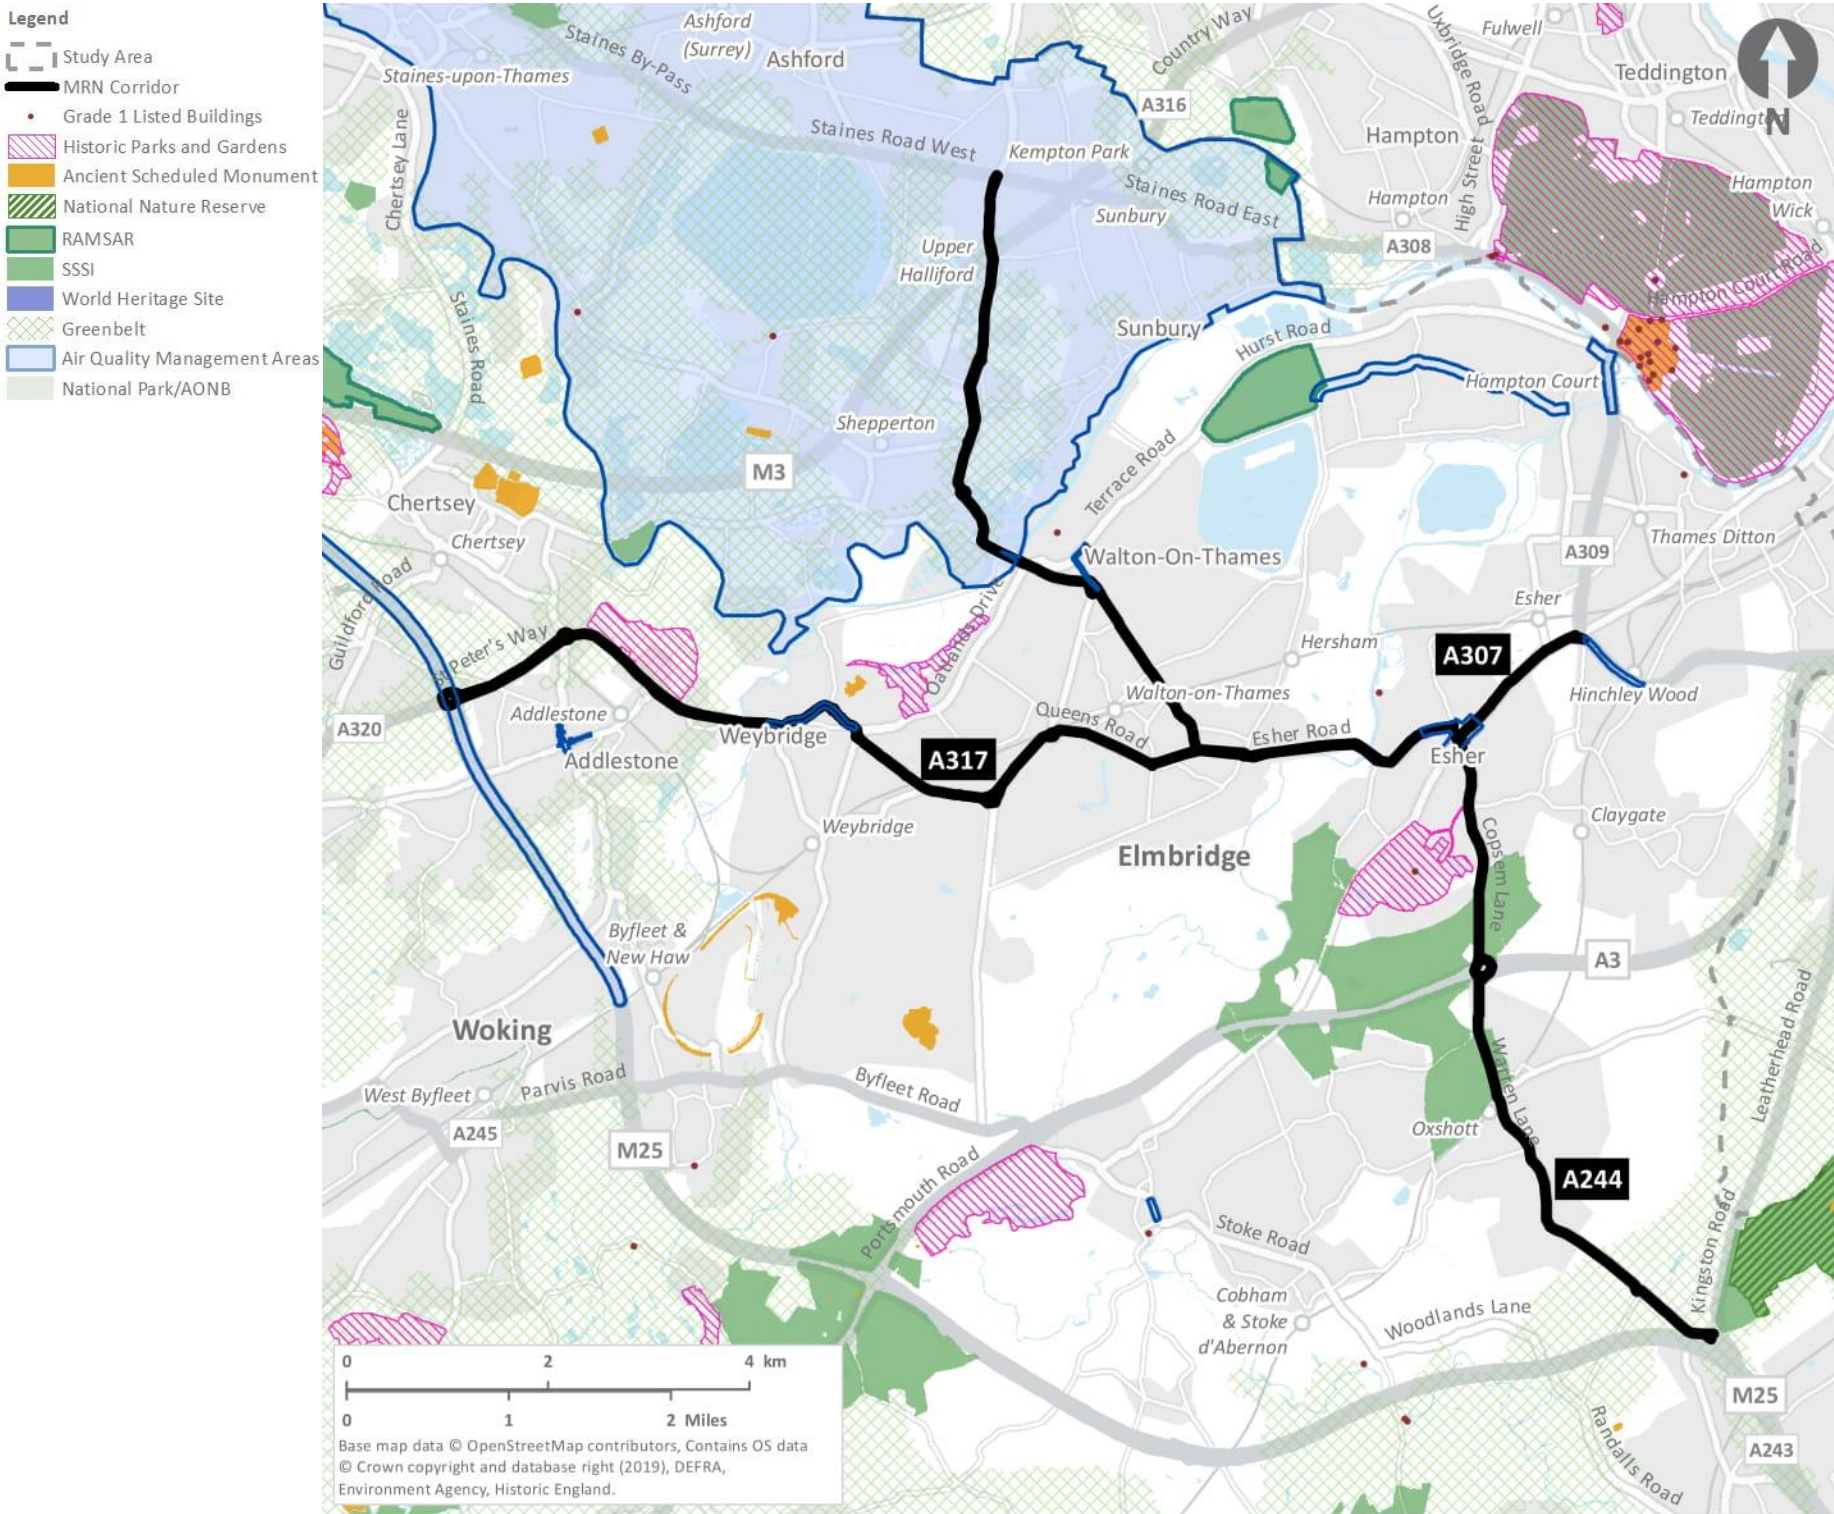 Legend
Study Area
MRN Corridor
Grade 1 Listed Buildings
Historic Parks and Gardens
Ancient Scheduled Monument
National Nature Reserve
RAMSAR
SSSI
World Heritage Site
Greenbelt
Air Quality Management Areas
National Park/AONB
Ashford
(Surrey)
Ashford
Staines By-Pass
Staines-upon-Thames
Country Way
Uxbridge Road
Fulwell
Teddington
Teddington
N
A316
Hampton
Staines Road West
Kempton Park
Staines Road East
Sunbury
Chertsey Lane
High Street
Hampton
Hampton
Wick
A308
Upper
Halliford
Hampton Court Road
Staines Road
Sunbury
Hurst Road
Hampton Court
Shepperton
M3
Terrace Road
Chertsey
Chertsey
Walton-On-Thames
A309
Thames Ditton
Guildford Road
Peter's Way
Oatlands Drive
Esher
Hersham
A307
Hinchley Wood
A320
Addlestone
Addlestone
Weybridge
Walton-on-Thames
Queens Road
Esher Road
A317
Esher
Weybridge
Elmbridge
Claygate
Copsem Lane
Byfleet &
New Haw
A3
Woking
Leatherhead Road
West Byfleet
Parvis Road
Byfleet Road
Warren Lane
Oxshott
A245
M25
Portsmouth Road
A244
Stoke Road
Kingston Road
Cobham
& Stoke
d'Abernon
Woodlands Lane
M25
Randalls Road
A243
0 2 4 km
0 1 2 Miles
Base map data © OpenStreetMap contributors, Contains OS data
© Crown copyright and database right (2019), DEFRA,
Environment Agency, Historic England.